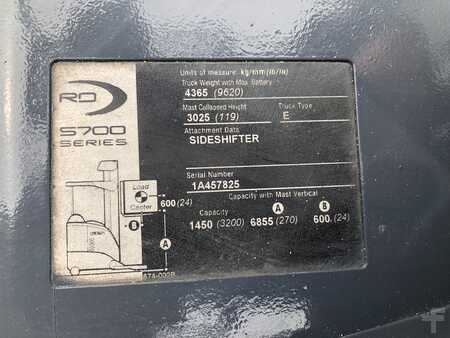 RD
5700
SERIES
Units of measure: kg/mm (lb/in)
Truck Weight with Max Battery
4365 (9620)
Mast Collapsed Height
3025 (119)
Truck Type
E
Attachment Data
SIDESHIFTER
Serial Number
1A457825
Capacity with Mast Vertical
Load
Center
600 (24)
B
A
Capacity
A
B
1450 (3200)
6855 (270)
600 (24)